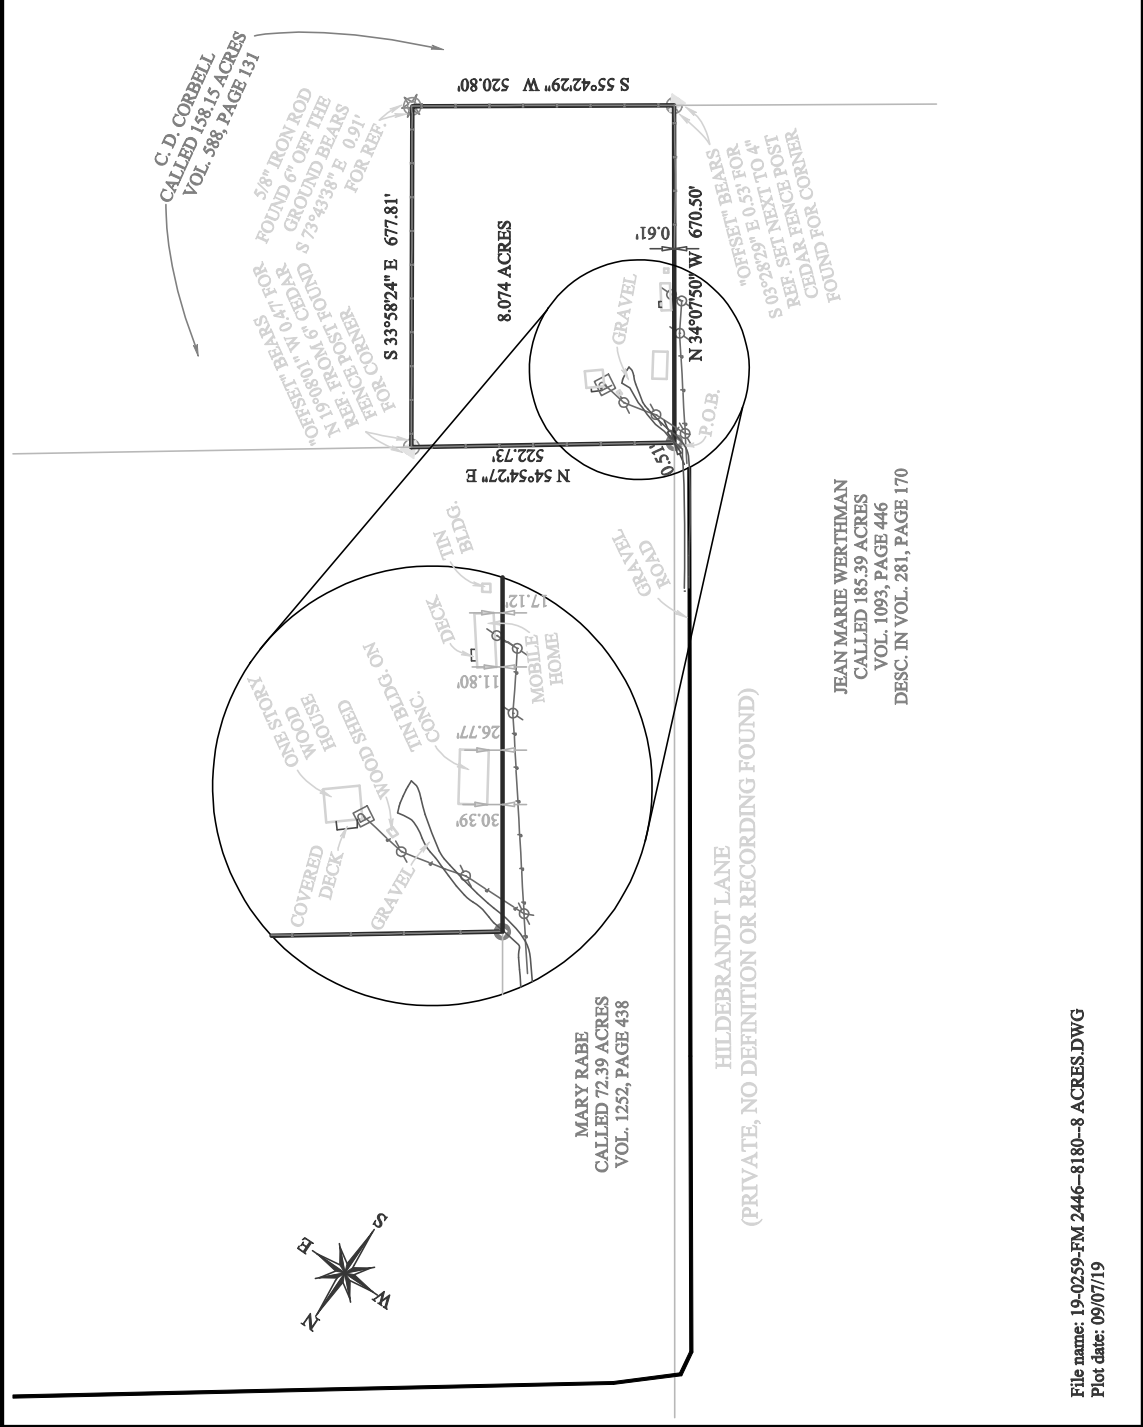 C. D. CORBELL
CALLED 158.15 ACRES
VOL. 588, PAGE 131
S 55°42'29" W 520.80'
5/8" IRON ROD
FOUND 6" OFF THE
GROUND BEARS
S 73°43'38" E 0.91'
FOR REF.
"OFFSET" BEARS
S 03°28'29" E 0.53' FOR
REF. SET NEXT TO 4"
CEDAR FENCE POST
FOUND FOR CORNER
S 33°58'24" E 677.81'
8.074 ACRES
0.61'
N 34°07'50" W 670.50'
"OFFSET" BEARS
N 19°08'01" W 0.47' FOR
REF. FROM 6" CEDAR
FENCE POST FOUND
FOR CORNER
GRAVEL
P.O.B.
0.51'
522.73'
N 54°54'27" E
GRAVEL
ROAD
TIN
BLDG.
DECK
17.12'
MOBILE
HOME
11.80'
TIN BLDG. ON
CONC.
26.77'
30.39'
ONE STORY
WOOD
HOUSE
WOOD SHED
COVERED
DECK
GRAVEL
JEAN MARIE WERTHMAN
CALLED 185.39 ACRES
VOL. 1093, PAGE 446
DESC. IN VOL. 281, PAGE 170
HILDEBRANDT LANE
(PRIVATE, NO DEFINITION OR RECORDING FOUND)
MARY RABE
CALLED 72.39 ACRES
VOL. 1252, PAGE 438
N
E
S
W
File name: 19-0259-FM 2446--8180--8 ACRES.DWG
Plot date: 09/07/19